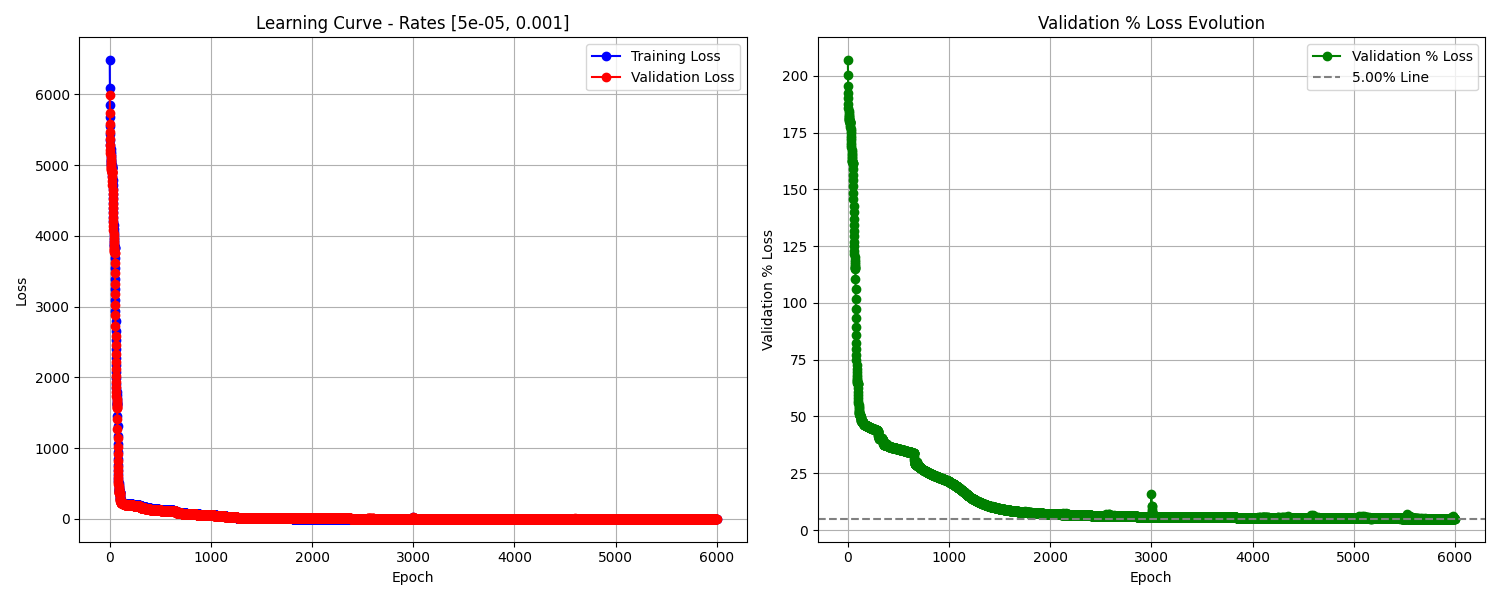 Learning Curve - Rates [5e-05, 0.001]
Training Loss
Validation Loss
Loss
6000
5000
4000
3000
2000
1000
0
0 1000 2000 3000 4000 5000 6000
Epoch
Validation % Loss Evolution
Validation % Loss
5.00% Line
Validation % Loss
200
175
150
125
100
75
50
25
0
0 1000 2000 3000 4000 5000 6000
Epoch